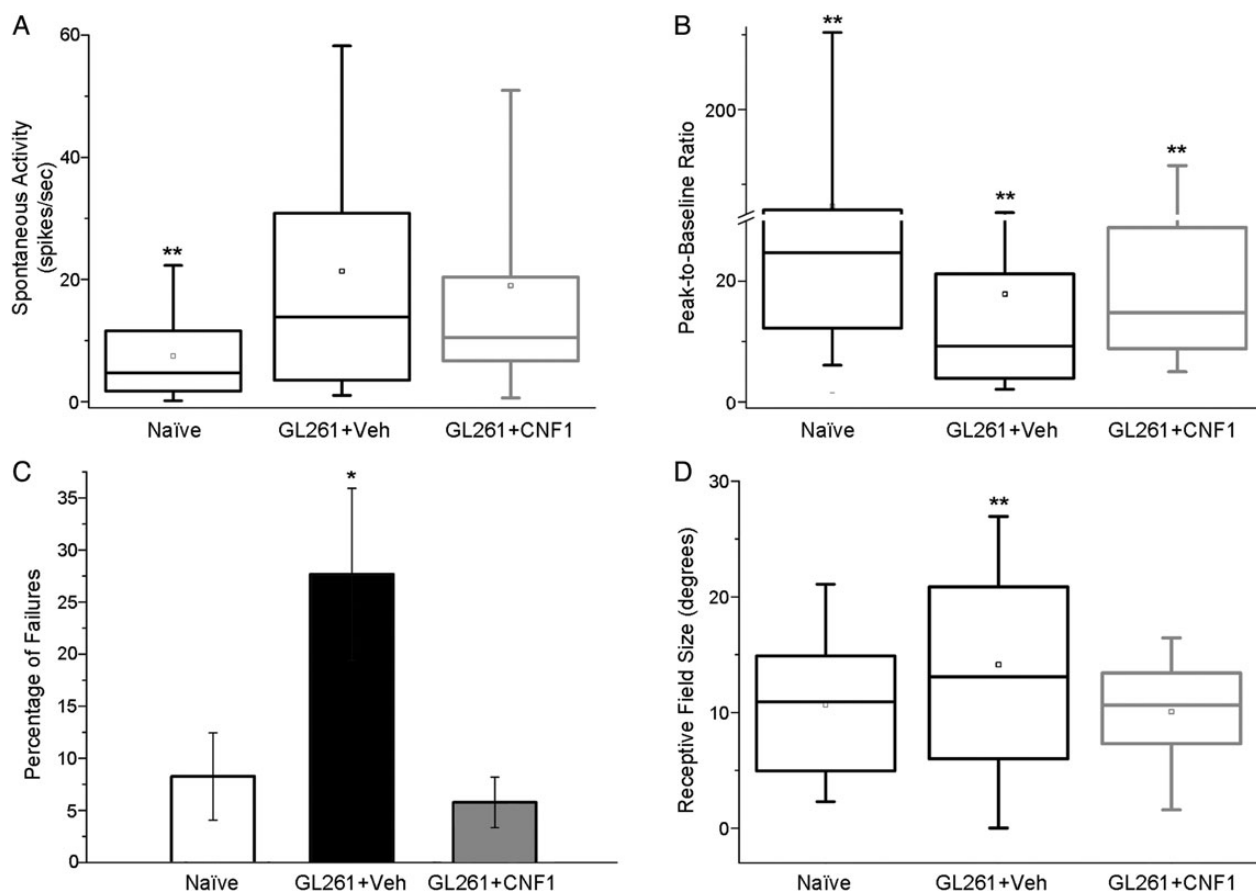 A
Spontaneous Activity
(spikes/sec)
60
40
20
0
**
Naïve
GL261+Veh
GL261+CNF1
B
Peak-to-Baseline Ratio
200
20
0
**
**
**
Naïve
GL261+Veh
GL261+CNF1
C
Percentage of Failures
35
30
25
20
15
10
5
0
*
Naïve
GL261+Veh
GL261+CNF1
D
Receptive Field Size (degrees)
30
20
10
0
**
Naïve
GL261+Veh
GL261+CNF1